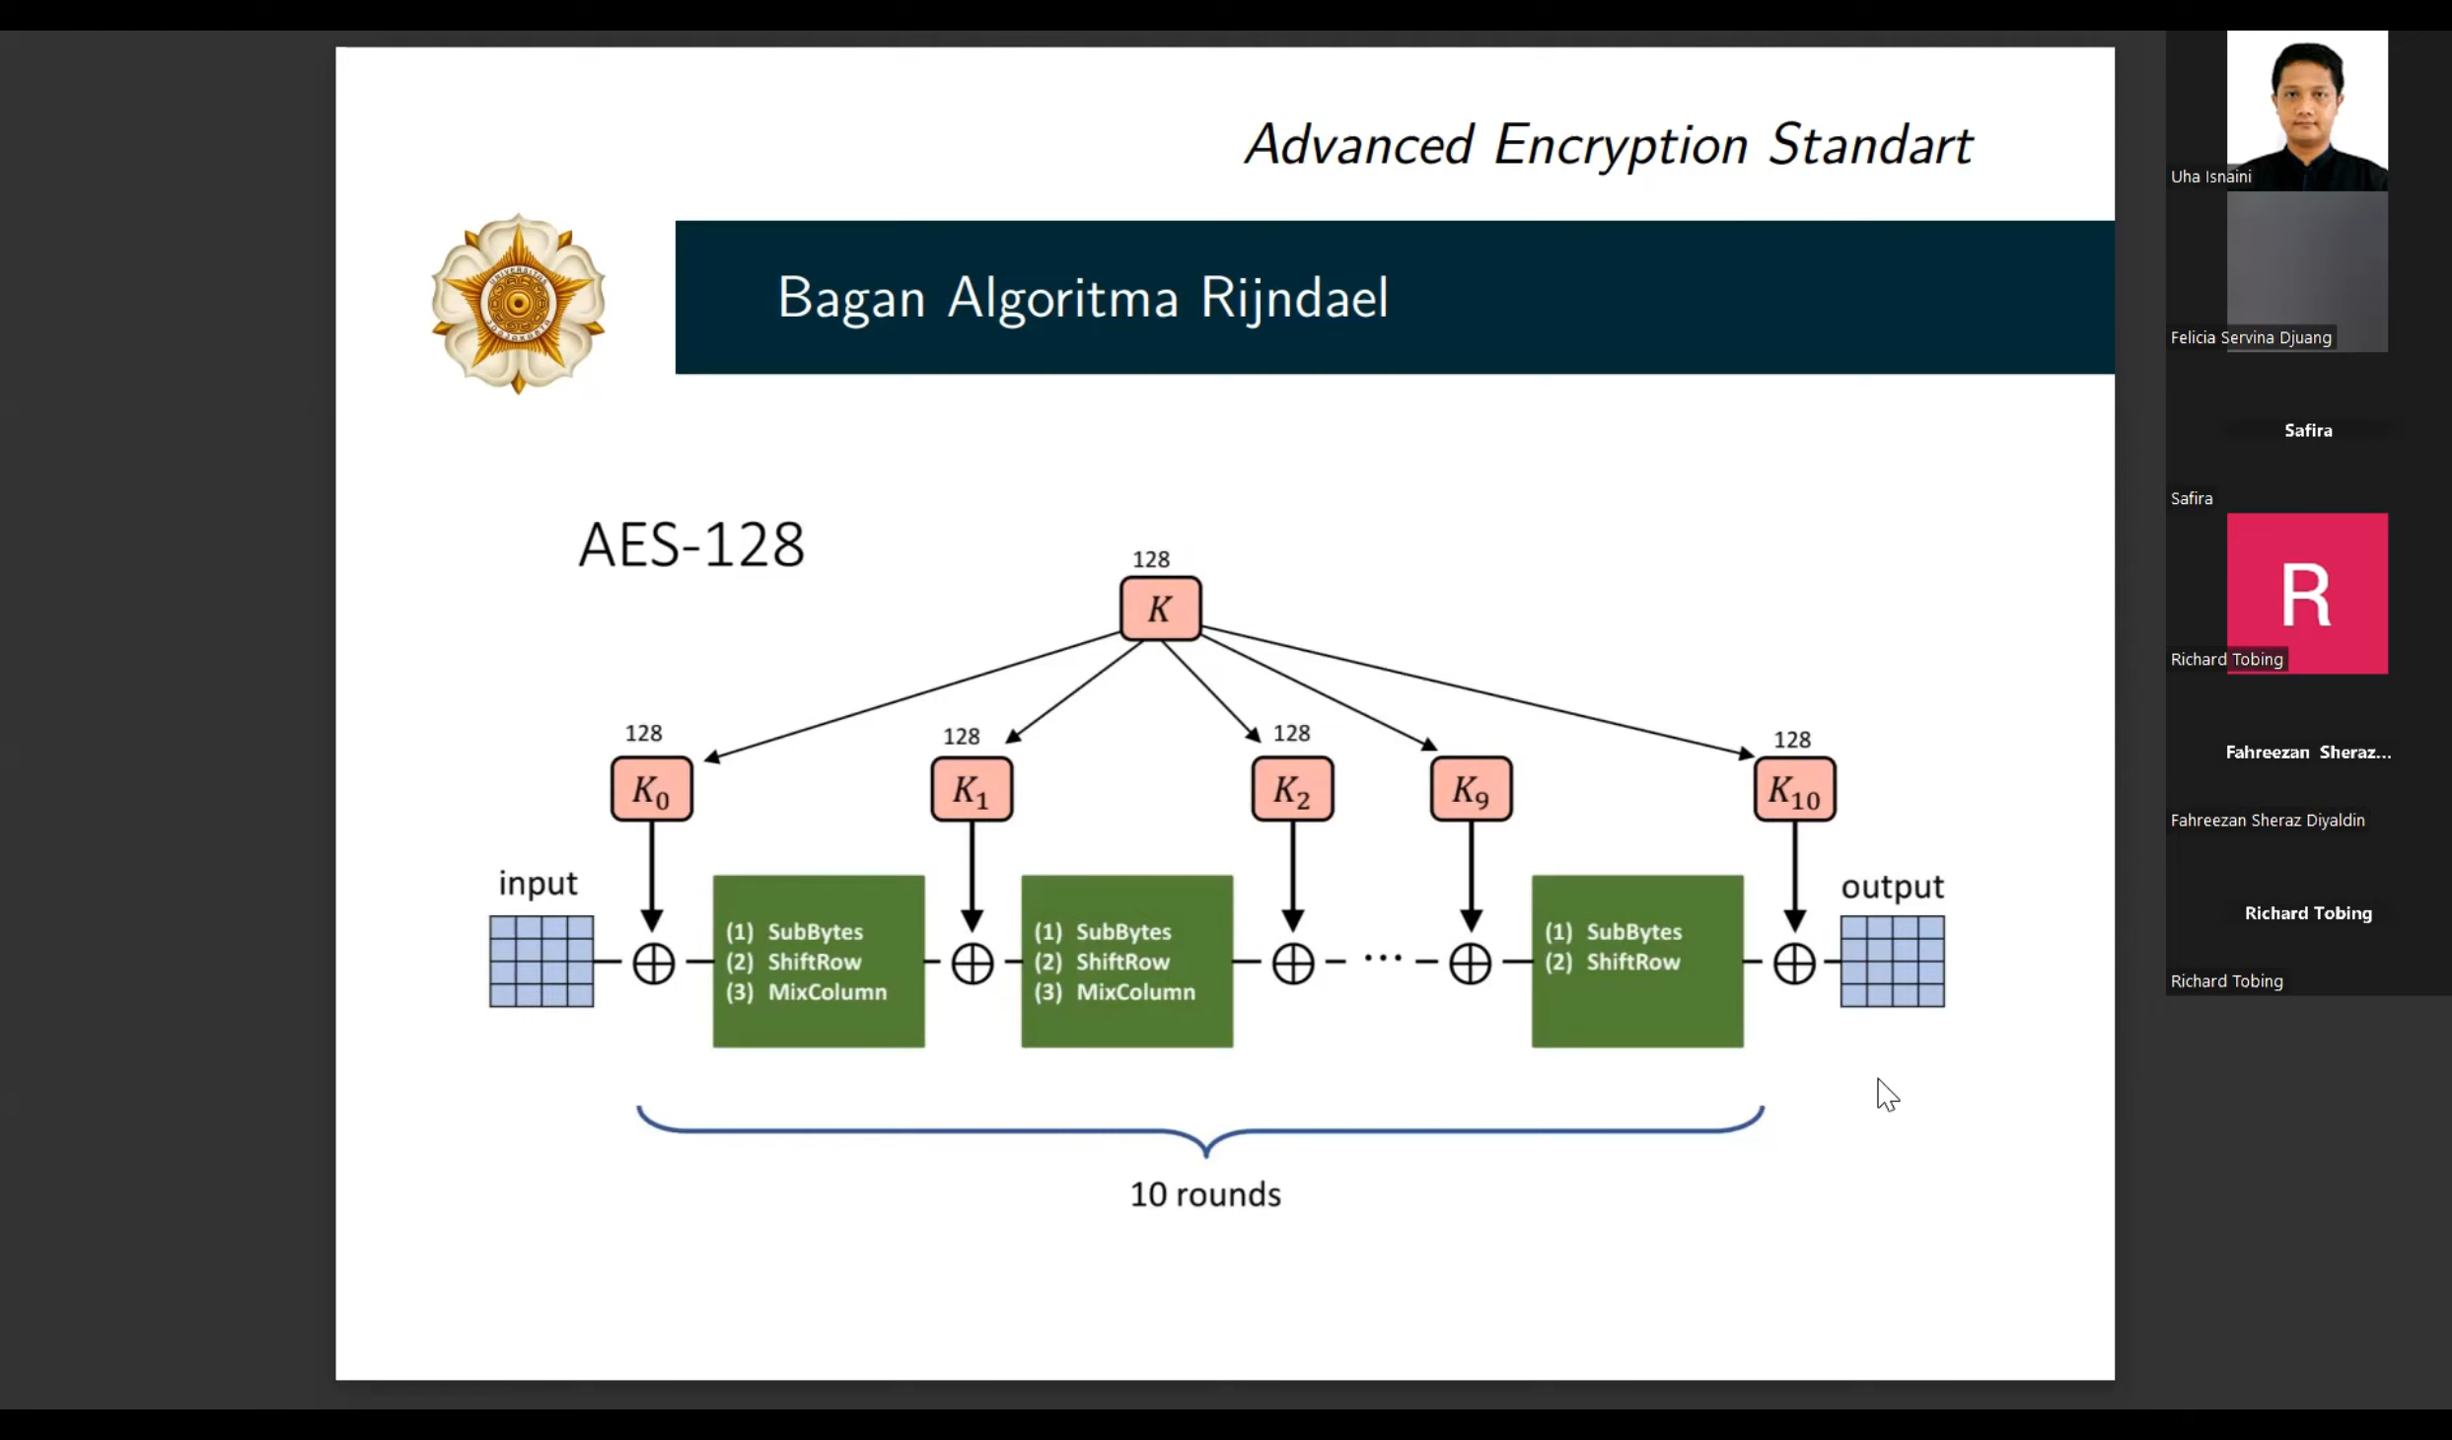 Advanced Encryption Standart
Bagan Algoritma Rijndael
AES-128
128
K
128
128
128
128
K0
K1
K2
K9
K10
input
output
(1) SubBytes
(2) ShiftRow
(3) MixColumn
(1) SubBytes
(2) ShiftRow
(3) MixColumn
...
(1) SubBytes
(2) ShiftRow
10 rounds
Uha Isnaini
Felicia Servina Djuang
Safira
Safira
R
Richard Tobing
Fahreezan Sheraz...
Fahreezan Sheraz Diyaldin
Richard Tobing
Richard Tobing